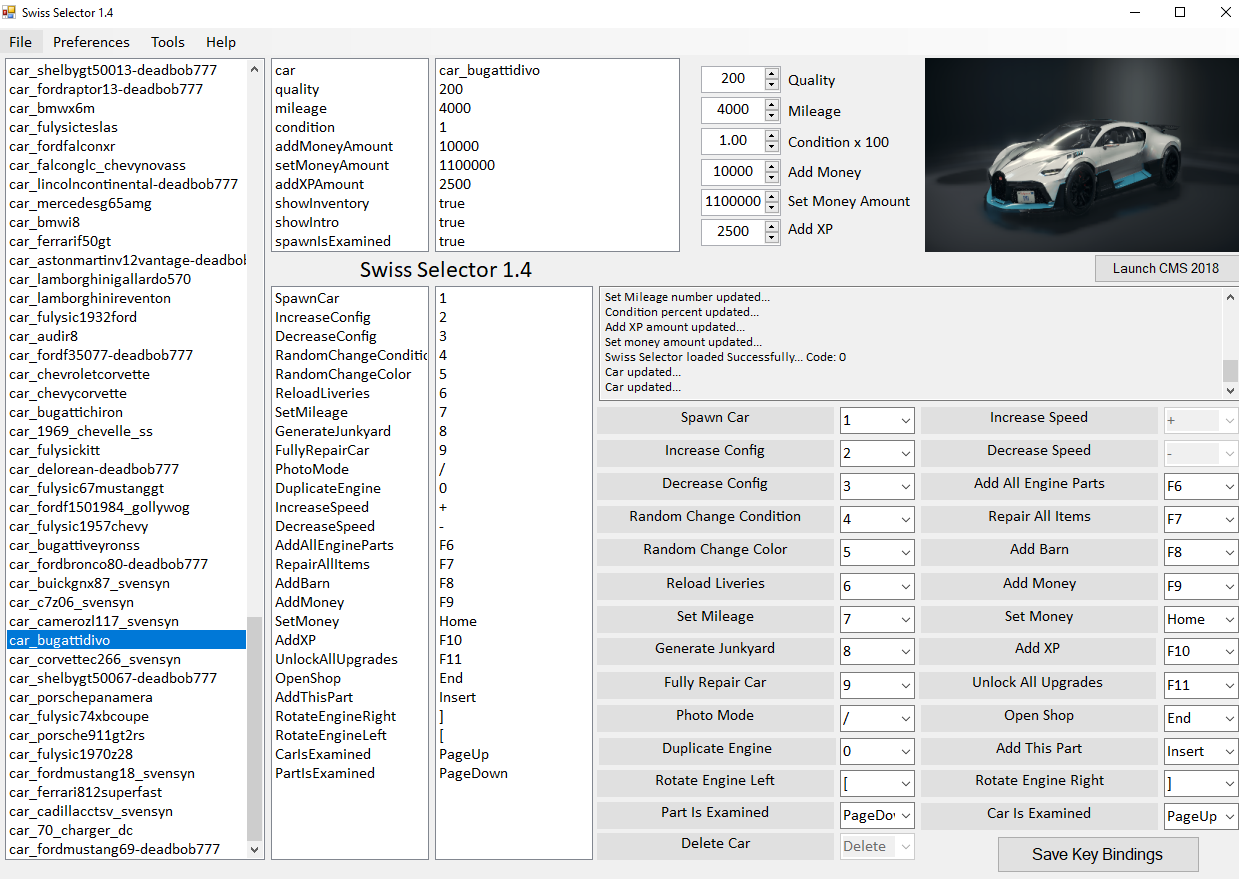 Swiss Selector 1.4
File Preferences Tools Help
car_shelbygt50013-deadbob777
car_fordraptor13-deadbob777
car_bmwx6m
car_fulysicteslas
car_fordfalconxr
car_falconglc_chevynovass
car_lincolncontinental-deadbob777
car_mercedesg65amg
car_bmwi8
car_ferrarif50gt
car_astonmartinv12vantage-deadbob
car_lamborghinigallardo570
car_lamborghinireventon
car_fulysic1932ford
car_audir8
car_fordf35077-deadbob777
car_chevroletcorvette
car_chevycorvette
car_bugattichiron
car_1969_chevelle_ss
car_fulysickitt
car_delorean-deadbob777
car_fulysic67mustanggt
car_fordf1501984_gollywog
car_fulysic1957chevy
car_bugattiveyronss
car_fordbronco80-deadbob777
car_buickgnx87_svensyn
car_c7z06_svensyn
car_camerozl117_svensyn
car_bugattidivo
car_corvettec266_svensyn
car_shelbygt50067-deadbob777
car_porschepanamera
car_fulysic74xbcoupe
car_porsche911gt2rs
car_fulysic1970z28
car_fordmustang18_svensyn
car_ferrari812superfast
car_cadillacctsv_svensyn
car_70_charger_dc
car_fordmustang69-deadbob777
car car_bugattidivo
quality 200
mileage 4000
condition 1
addMoneyAmount 10000
setMoneyAmount 1100000
addXPAmount 2500
showInventory true
showIntro true
spawnIsExamined true
200 Quality
4000 Mileage
1.00 Condition x 100
10000 Add Money
1100000 Set Money Amount
2500 Add XP
Swiss Selector 1.4
Launch CMS 2018
SpawnCar 1
IncreaseConfig 2
DecreaseConfig 3
RandomChangeConditio 4
RandomChangeColor 5
ReloadLiveries 6
SetMileage 7
GenerateJunkyard 8
FullyRepairCar 9
PhotoMode /
DuplicateEngine 0
IncreaseSpeed +
DecreaseSpeed -
AddAllEngineParts F6
RepairAllItems F7
AddBarn F8
AddMoney F9
SetMoney Home
AddXP F10
UnlockAllUpgrades F11
OpenShop End
AddThisPart Insert
RotateEngineRight ]
RotateEngineLeft [
CarIsExamined PageUp
PartIsExamined PageDown
Set Mileage number updated...
Condition percent updated...
Add XP amount updated...
Set money amount updated...
Swiss Selector loaded Successfully... Code: 0
Car updated...
Car updated...
Spawn Car 1 Increase Speed +
Increase Config 2 Decrease Speed -
Decrease Config 3 Add All Engine Parts F6
Random Change Condition 4 Repair All Items F7
Random Change Color 5 Add Barn F8
Reload Liveries 6 Add Money F9
Set Mileage 7 Set Money Home
Generate Junkyard 8 Add XP F10
Fully Repair Car 9 Unlock All Upgrades F11
Photo Mode / Open Shop End
Duplicate Engine 0 Add This Part Insert
Rotate Engine Left [ Rotate Engine Right ]
Part Is Examined PageDo Car Is Examined PageUp
Delete Car Delete
Save Key Bindings